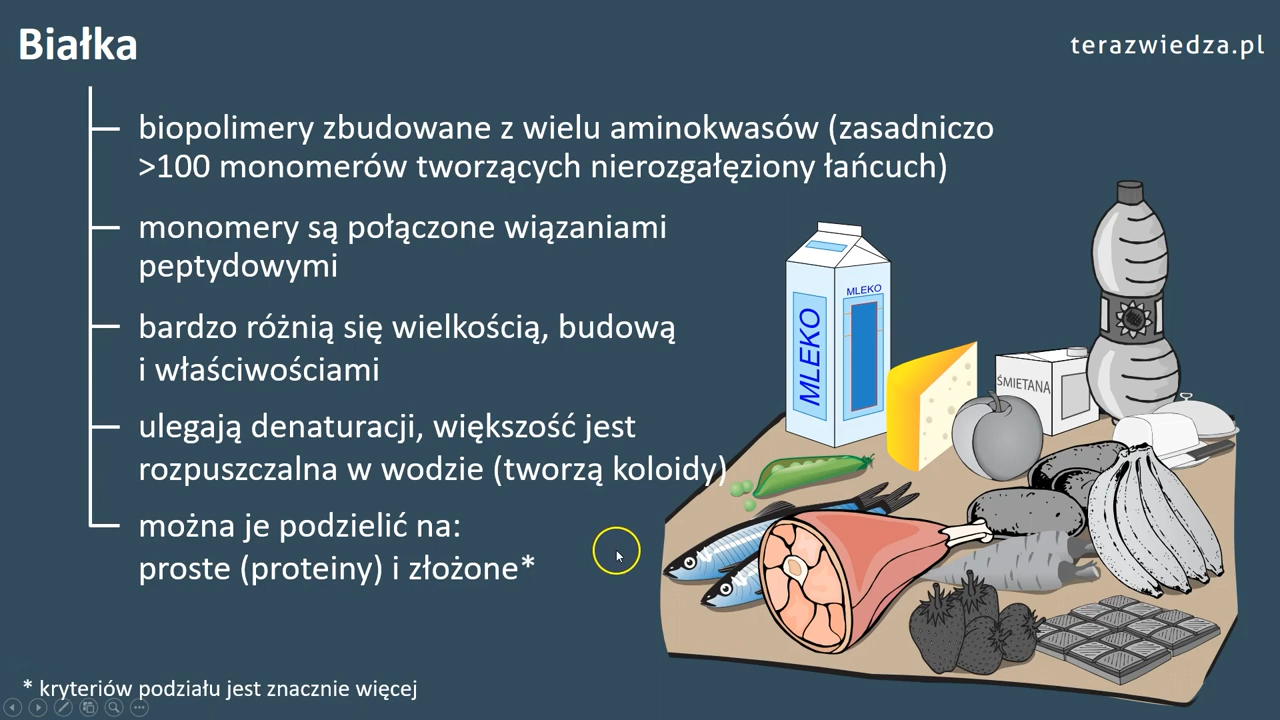 Białka
terazwiedza.pl
biopolimery zbudowane z wielu aminokwasów (zasadniczo
>100 monomerów tworzących nierozgałęziony łańcuch)
monomery są połączone wiązaniami
peptydowymi
bardzo różnią się wielkością, budową
i właściwościami
ulegają denaturacji, większość jest
rozpuszczalna w wodzie (tworzą koloidy)
można je podzielić na:
proste (proteiny) i złożone*
MLEKO
MLEKO
ŚMIETANA
* kryteriów podziału jest znacznie więcej